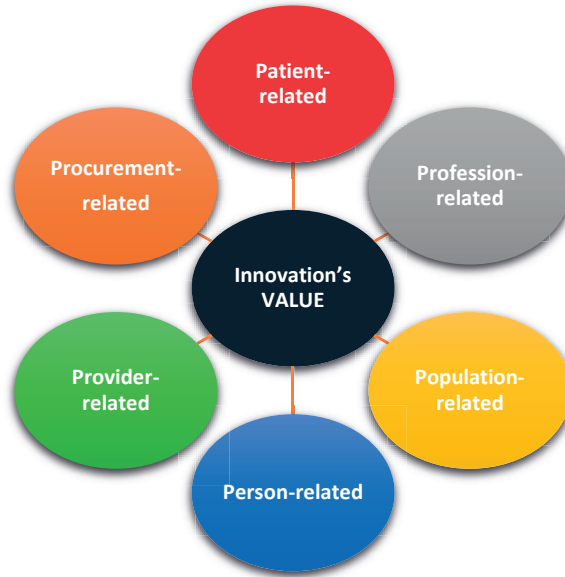 Patient-
related
Procurement-
related
Profession-
related
Innovation’s
VALUE
Provider-
related
Population-
related
Person-related